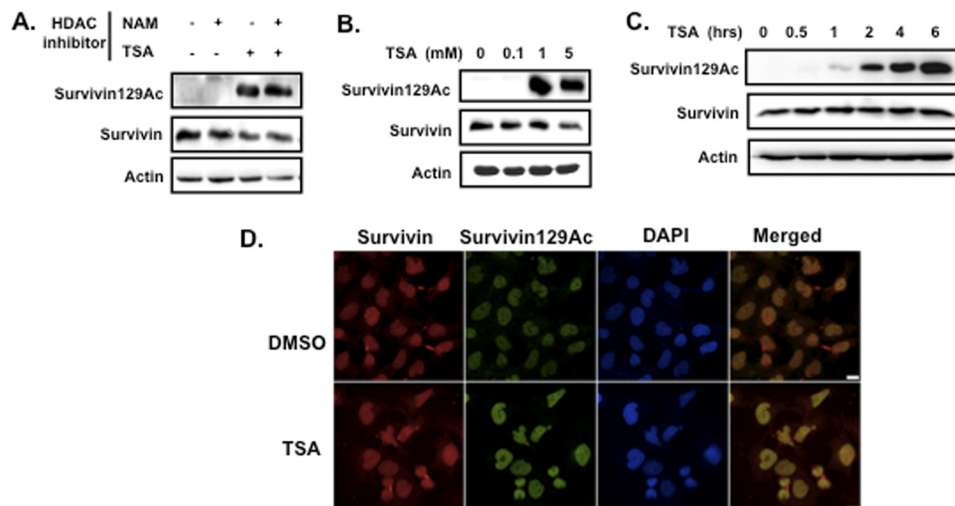 A.
HDAC inhibitor
NAM - + - +
TSA - - + +
Survivin129Ac
Survivin
Actin
B.
TSA (mM) 0 0.1 1 5
Survivin129Ac
Survivin
Actin
C.
TSA (hrs) 0 0.5 1 2 4 6
Survivin129Ac
Survivin
Actin
D.
Survivin Survivin129Ac DAPI Merged
DMSO
TSA